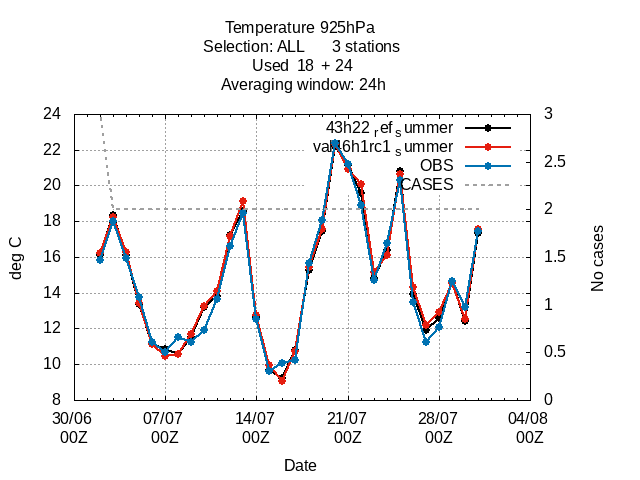 Temperature 925hPa
Selection: ALL 3 stations
Used 18 + 24
Averaging window: 24h
24 3
43h22 ref summer
22 val46h1rc1 summer 2.5
OBS
20 CASES
2
18
16 1.5
deg C No cases
14
1
12
10 0.5
8 0
30/06 07/07 14/07 21/07 28/07 04/08
00Z 00Z 00Z 00Z 00Z 00Z
Date